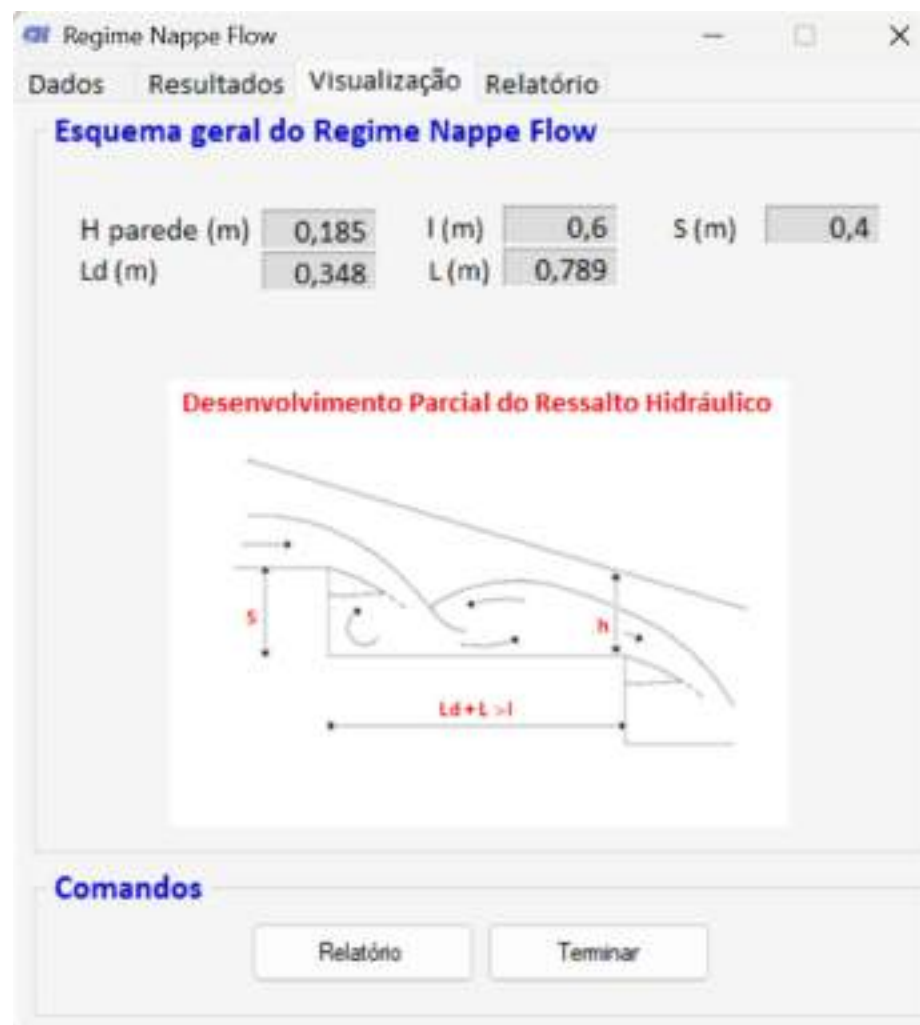 Regime Nappe Flow
Dados Resultados Visualização Relatório
Esquema geral do Regime Nappe Flow
H parede (m) 0,185 l (m) 0,6 S (m) 0,4
Ld (m) 0,348 L (m) 0,789
Desenvolvimento Parcial do Ressalto Hidráulico
S
h
Ld+L >l
Comandos
Relatório Terminar